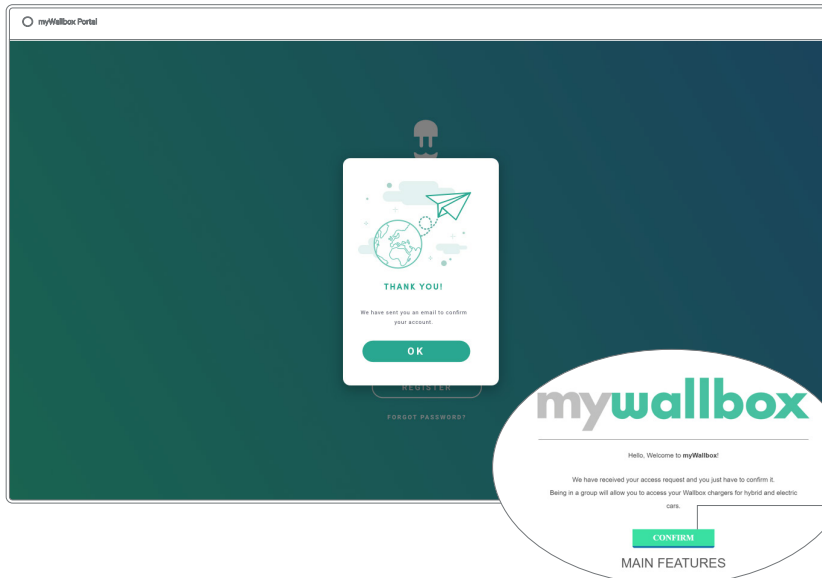 myWallbox Portal
THANK YOU!
We have sent you an email to confirm
your account.
OK
REGISTER
FORGOT PASSWORD?
mywallbox
Hello, Welcome to myWallbox!
We have received your access request and you just have to confirm it.
Being in a group will allow you to access your Wallbox chargers for hybrid and electric
cars.
CONFIRM
MAIN FEATURES